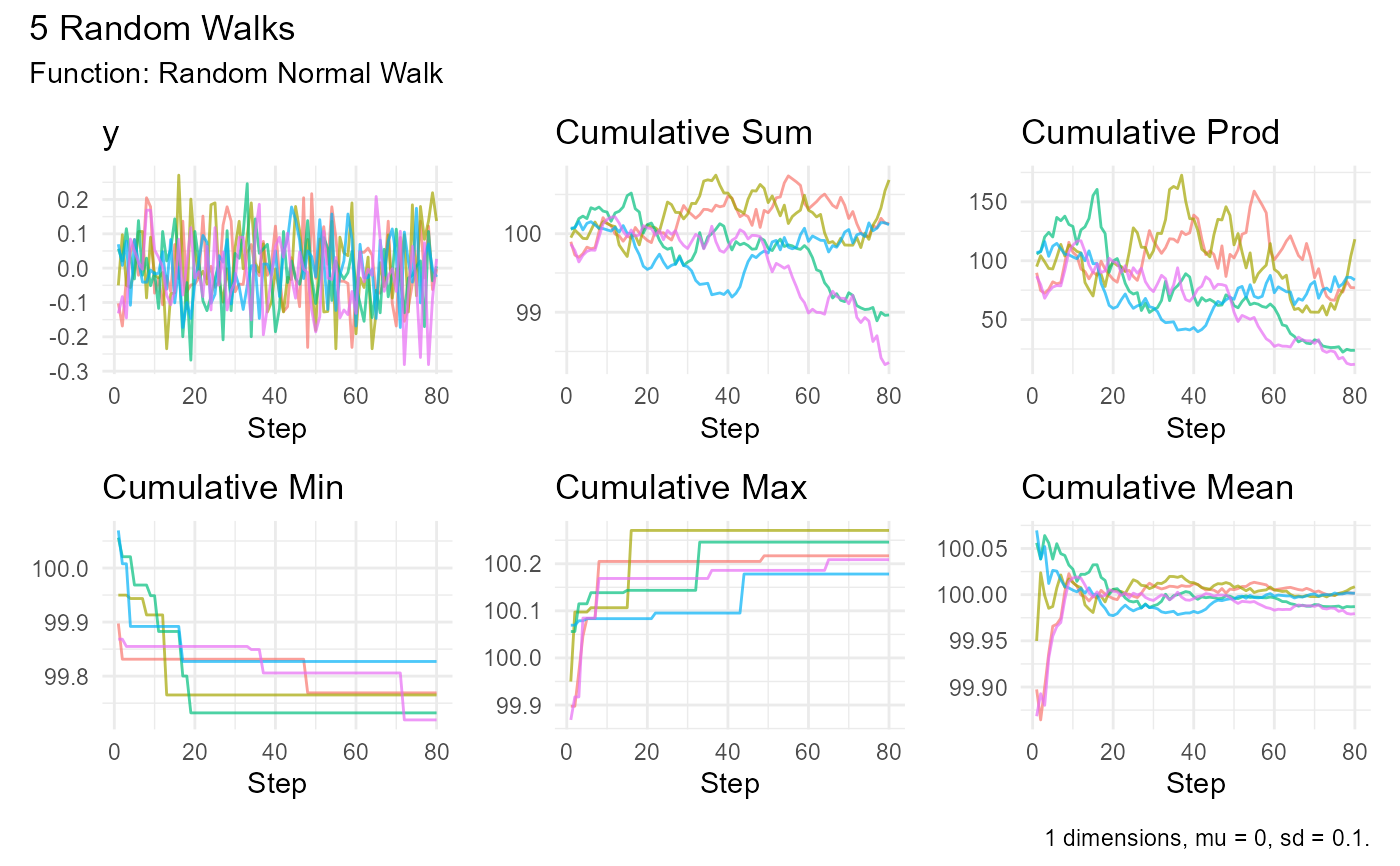 5 Random Walks
Function: Random Normal Walk
y
0.2
0.1
0.0
-0.1
-0.2
-0.3
0 20 40 60 80
Step
Cumulative Sum
100
99
0 20 40 60 80
Step
Cumulative Prod
150
100
50
0 20 40 60 80
Step
Cumulative Min
100.0
99.9
99.8
0 20 40 60 80
Step
Cumulative Max
100.2
100.1
100.0
99.9
0 20 40 60 80
Step
Cumulative Mean
100.05
100.00
99.95
99.90
0 20 40 60 80
Step
1 dimensions, mu = 0, sd = 0.1.